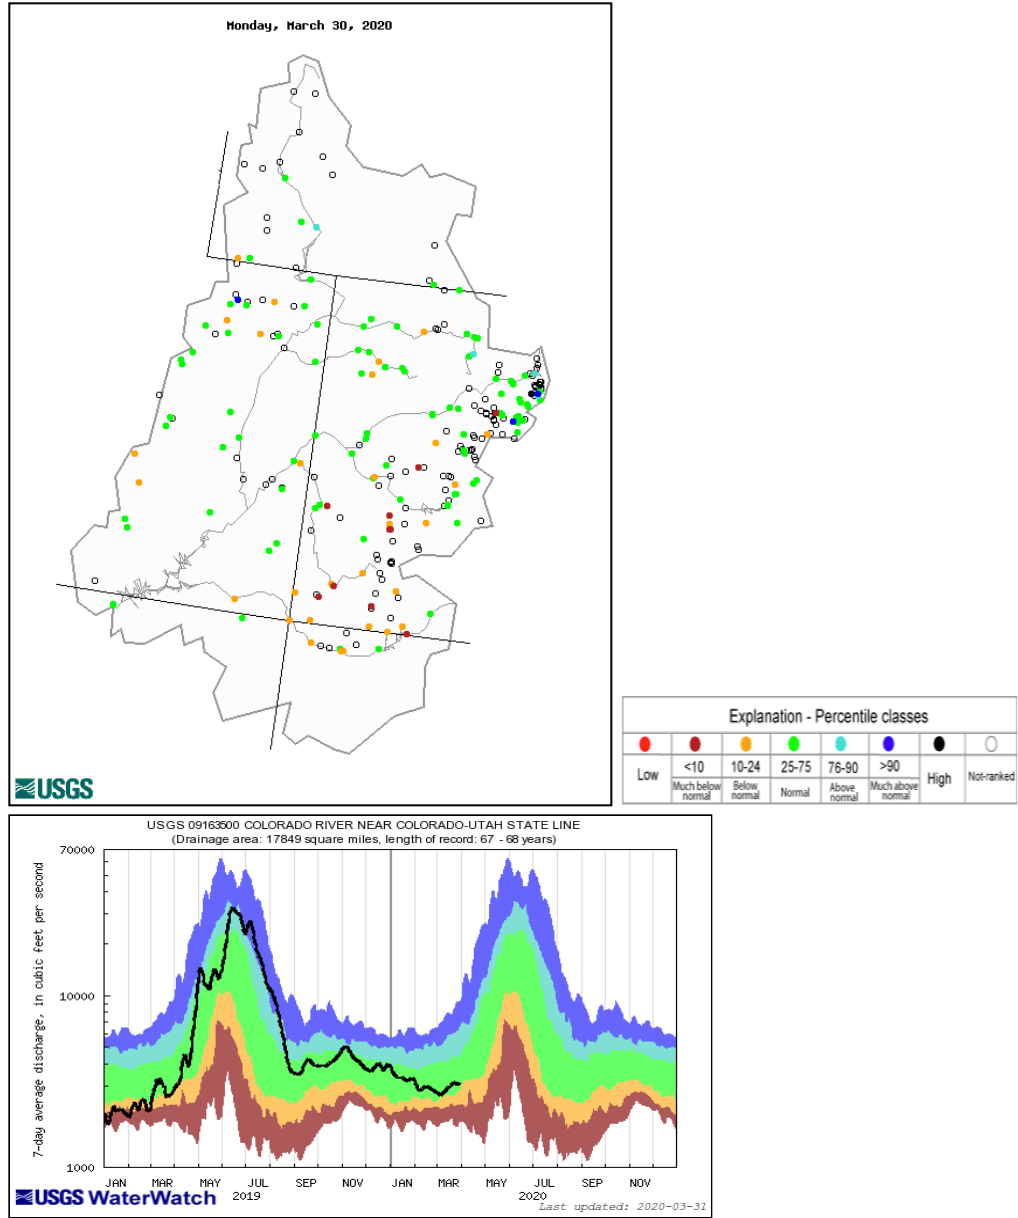 Monday, March 30, 2020
USGS
Explanation - Percentile classes
<10 10-24 25-75 76-90 >90
Low Much below normal Below normal Normal Above normal Much above normal High Not-ranked
USGS 09163500 COLORADO RIVER NEAR COLORADO-UTAH STATE LINE
(Drainage area: 17849 square miles, length of record: 67 - 68 years)
7-day average discharge, in cubic feet per second
70000
10000
1000
JAN MAR MAY JUL SEP NOV JAN MAR MAY JUL SEP NOV
2019 2020
USGS WaterWatch
Last updated: 2020-03-31